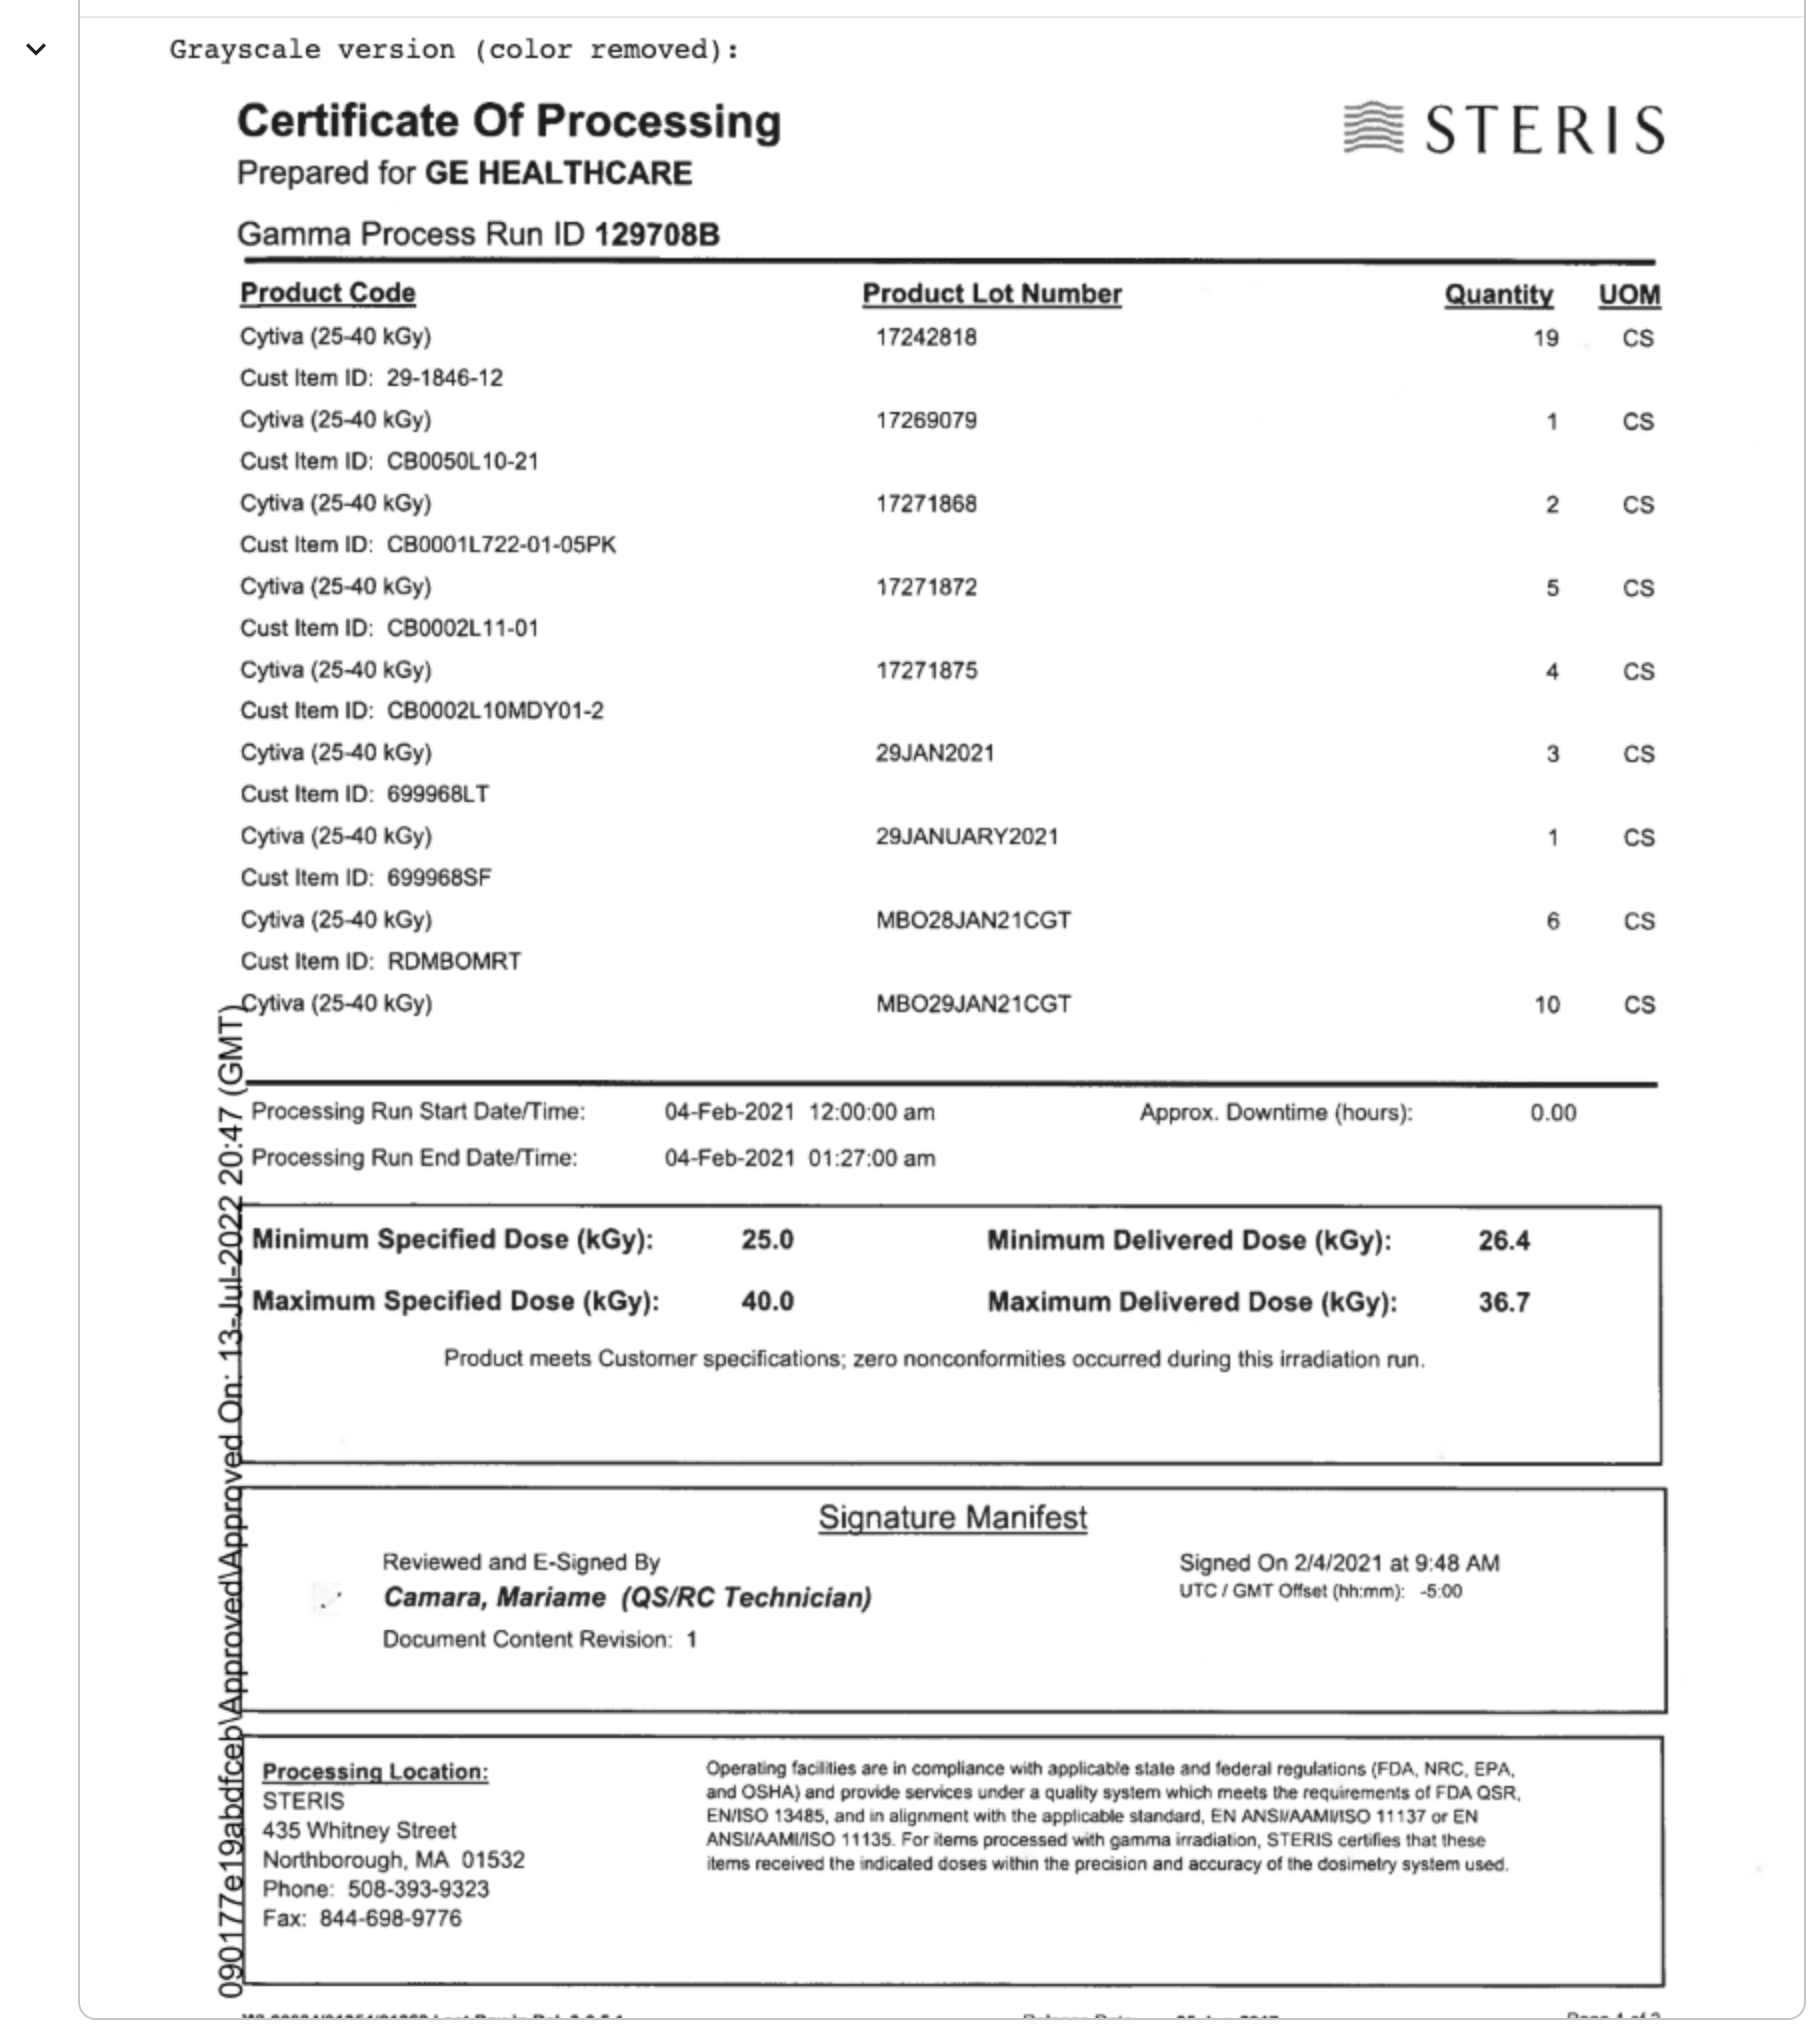 Grayscale version (color removed):
Certificate Of Processing
STERIS
Prepared for GE HEALTHCARE
Gamma Process Run ID 129708B
Product Code Product Lot Number Quantity UOM
Cytiva (25-40 kGy) 17242818 19 CS
Cust Item ID: 29-1846-12
Cytiva (25-40 kGy) 17269079 1 CS
Cust Item ID: CB0050L10-21
Cytiva (25-40 kGy) 17271868 2 CS
Cust Item ID: CB0001L722-01-05PK
Cytiva (25-40 kGy) 17271872 5 CS
Cust Item ID: CB0002L11-01
Cytiva (25-40 kGy) 17271875 4 CS
Cust Item ID: CB0002L10MDY01-2
Cytiva (25-40 kGy) 29JAN2021 3 CS
Cust Item ID: 699968LT
Cytiva (25-40 kGy) 29JANUARY2021 1 CS
Cust Item ID: 699968SF
Cytiva (25-40 kGy) MBO28JAN21CGT 6 CS
Cust Item ID: RDMBOMRT
Cytiva (25-40 kGy) MBO29JAN21CGT 10 CS
Processing Run Start Date/Time: 04-Feb-2021 12:00:00 am Approx. Downtime (hours): 0.00
Processing Run End Date/Time: 04-Feb-2021 01:27:00 am
Minimum Specified Dose (kGy): 25.0 Minimum Delivered Dose (kGy): 26.4
Maximum Specified Dose (kGy): 40.0 Maximum Delivered Dose (kGy): 36.7
Product meets Customer specifications; zero nonconformities occurred during this irradiation run.
Signature Manifest
Reviewed and E-Signed By Signed On 2/4/2021 at 9:48 AM
Camara, Mariame (QS/RC Technician) UTC / GMT Offset (hh:mm): -5:00
Document Content Revision: 1
Processing Location:
STERIS
435 Whitney Street
Northborough, MA 01532
Phone: 508-393-9323
Fax: 844-698-9776
Operating facilities are in compliance with applicable state and federal regulations (FDA, NRC, EPA,
and OSHA) and provide services under a quality system which meets the requirements of FDA QSR,
EN/ISO 13485, and in alignment with the applicable standard, EN ANSI/AAMI/ISO 11137 or EN
ANSI/AAMI/ISO 11135. For items processed with gamma irradiation, STERIS certifies that these
items received the indicated doses within the precision and accuracy of the dosimetry system used.
090177e19abdfceb\Approved\Approved On: 13-Jul-2022 20:47 (GMT)